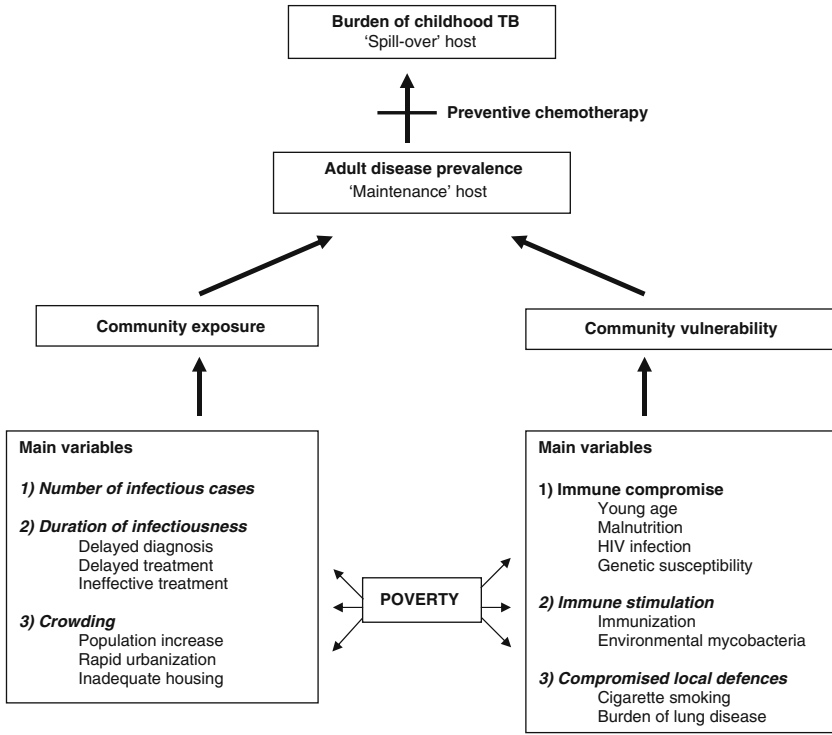 Burden of childhood TB
‘Spill-over’ host
Preventive chemotherapy
Adult disease prevalence
‘Maintenance’ host
Community exposure
Community vulnerability
Main variables
1) Number of infectious cases
2) Duration of infectiousness
Delayed diagnosis
Delayed treatment
Ineffective treatment
3) Crowding
Population increase
Rapid urbanization
Inadequate housing
POVERTY
Main variables
1) Immune compromise
Young age
Malnutrition
HIV infection
Genetic susceptibility
2) Immune stimulation
Immunization
Environmental mycobacteria
3) Compromised local defences
Cigarette smoking
Burden of lung disease